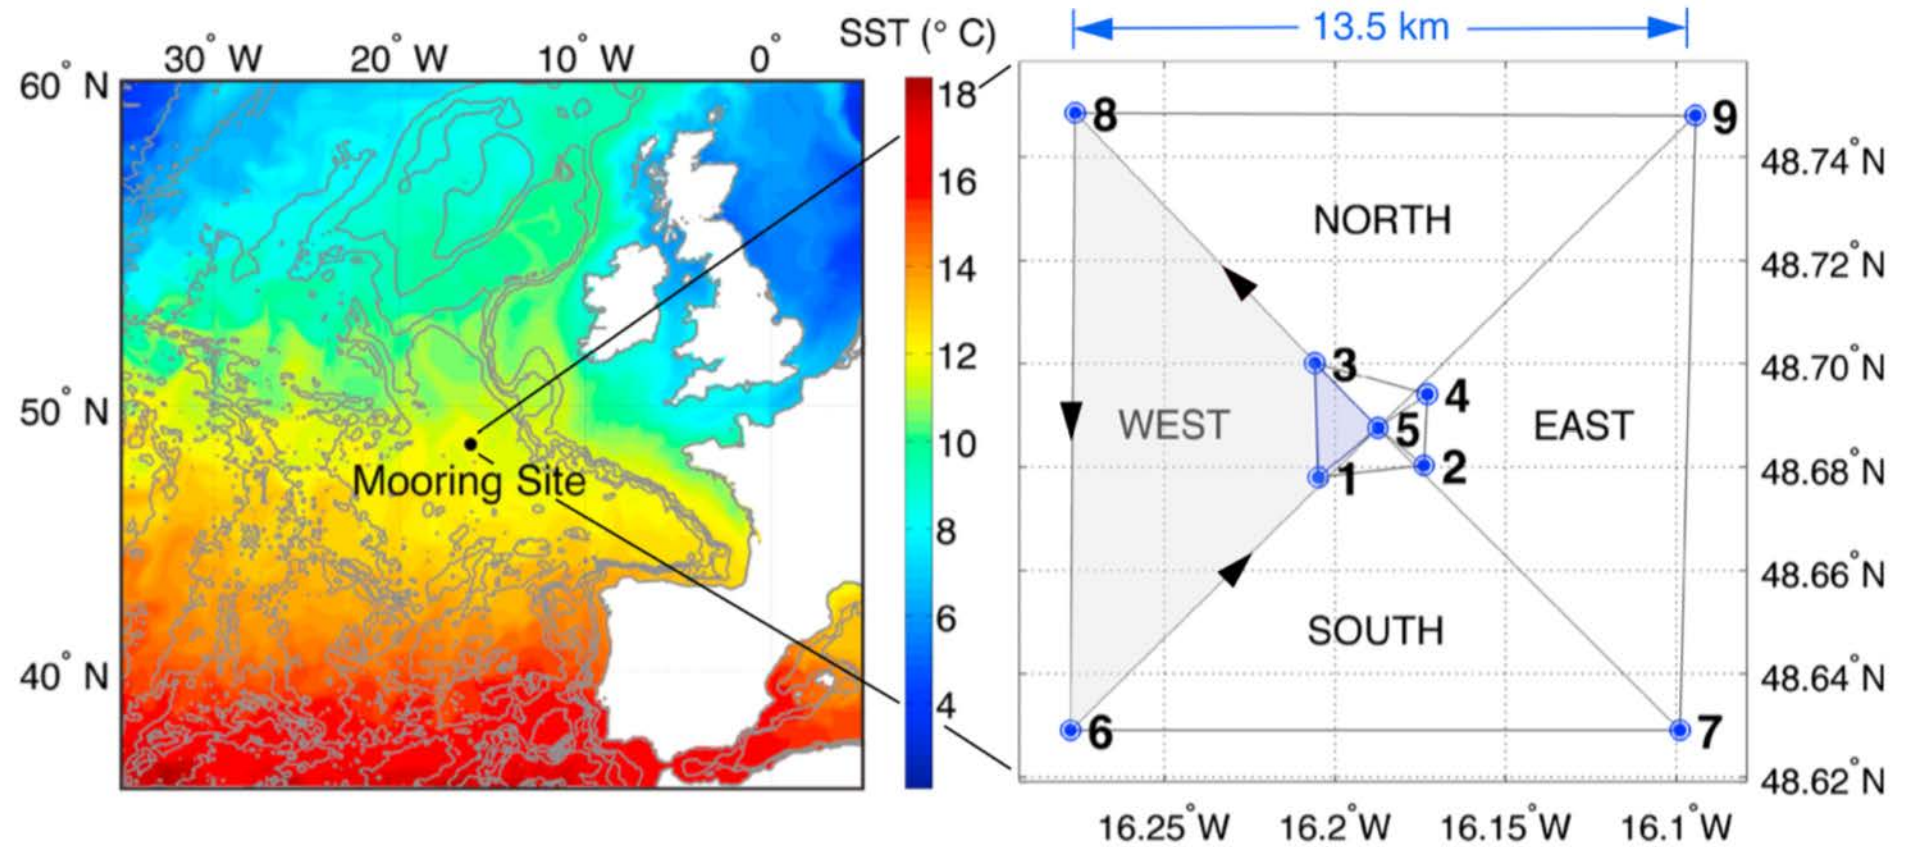 30° W 20° W 10° W 0°
SST (° C)
60° N
50° N
40° N
Mooring Site
18
16
14
12
10
8
6
4
13.5 km
8
9
NORTH
3
4
WEST
5
EAST
1
2
SOUTH
6
7
48.74°N
48.72°N
48.70°N
48.68°N
48.66°N
48.64°N
48.62°N
16.25°W 16.2°W 16.15°W 16.1°W